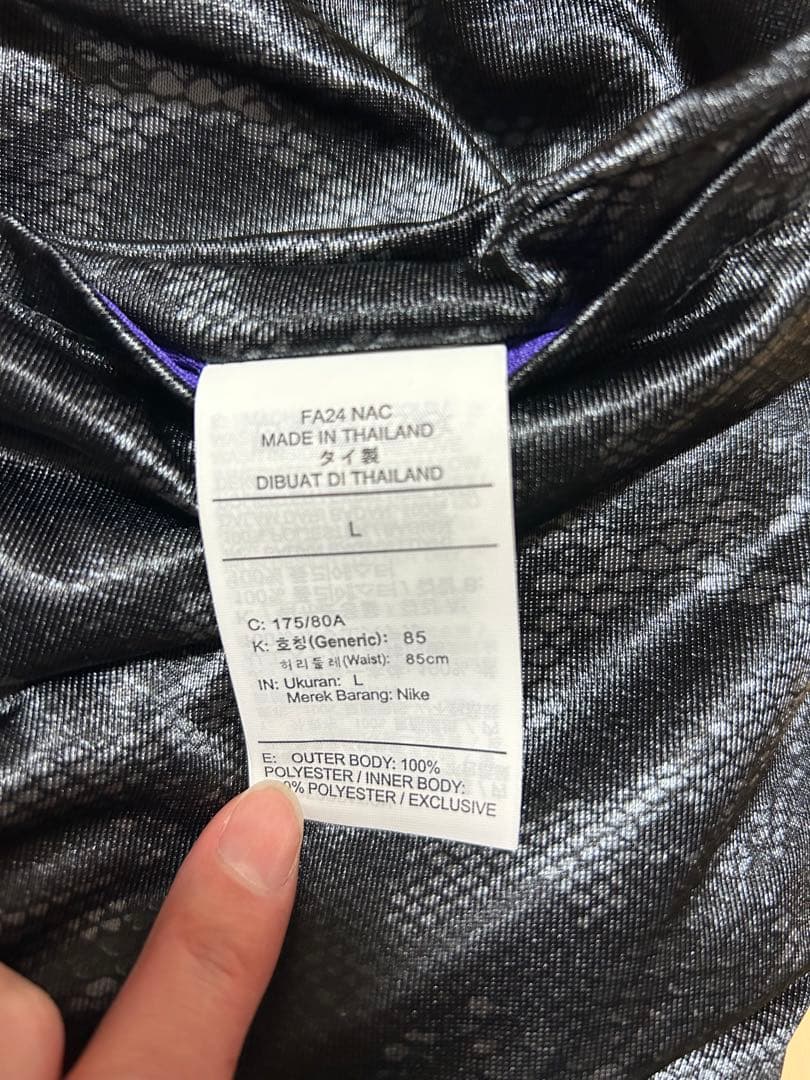 FA24 NAC
MADE IN THAILAND
タイ製
DIBUAT DI THAILAND
L
C: 175/80A
K: 호칭(Generic): 85
허리둘레(Waist): 85cm
IN: Ukuran: L
Merek Barang: Nike
E: OUTER BODY: 100%
POLYESTER / INNER BODY:
0% POLYESTER / EXCLUSIVE